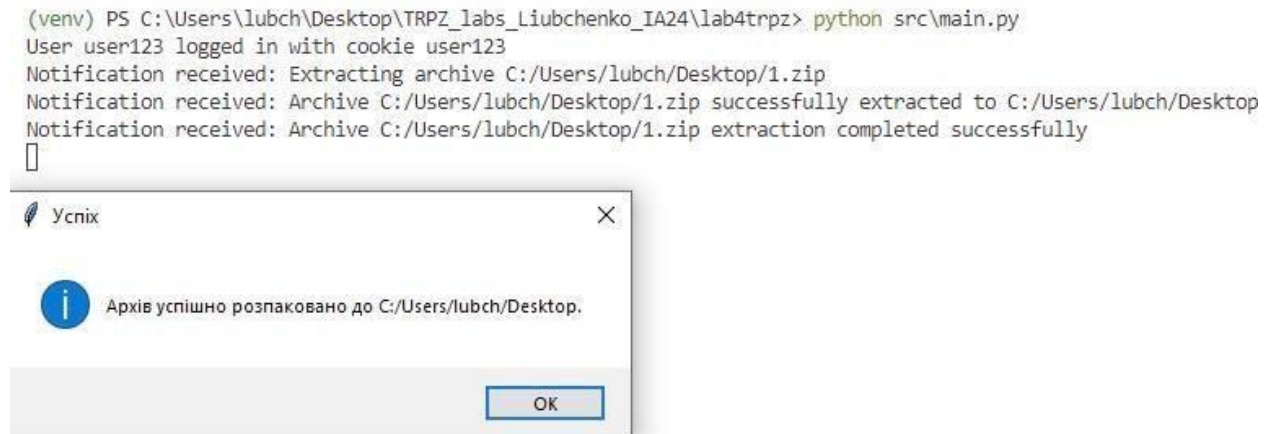 (venv) PS C:\Users\lubch\Desktop\TRPZ_labs_Liubchenko_IA24\lab4trpz> python src\main.py
User user123 logged in with cookie user123
Notification received: Extracting archive C:/Users/lubch/Desktop/1.zip
Notification received: Archive C:/Users/lubch/Desktop/1.zip successfully extracted to C:/Users/lubch/Desktop
Notification received: Archive C:/Users/lubch/Desktop/1.zip extraction completed successfully
Успіх
Архів успішно розпаковано до C:/Users/lubch/Desktop.
OK